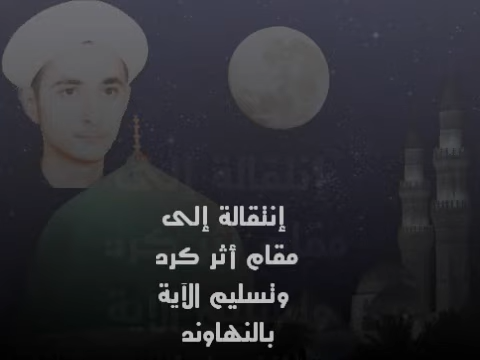 إنتقالة إلى
مقام أثر كرد
وتسليم الآية
بالنهاوند